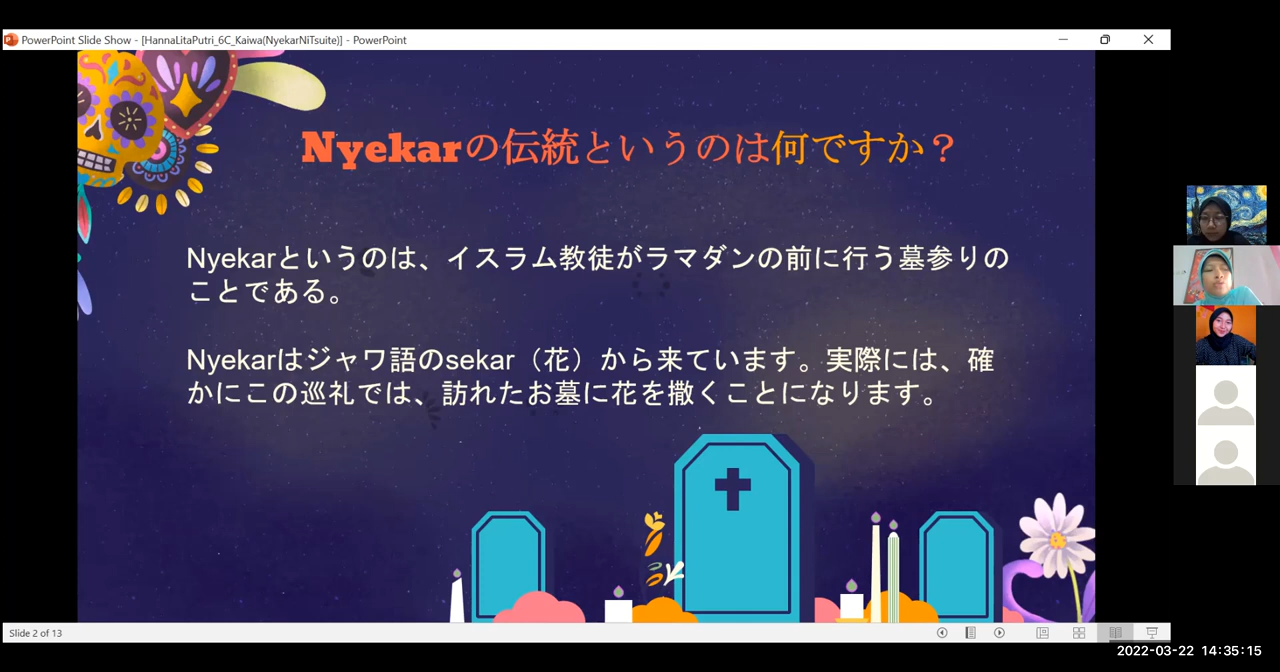 PowerPoint Slide Show - [HannaLitaPutri_6C_Kaiwa(NyekarNiTsuite)] - PowerPoint
Nyekarの伝統というのは何ですか？
Nyekarというのは、イスラム教徒がラマダンの前に行う墓参りの
ことである。
Nyekarはジャワ語のsekar（花）から来ています。実際には、確
かにこの巡礼では、訪れたお墓に花を撒くことになります。
Slide 2 of 13
2022-03-22 14:35:15